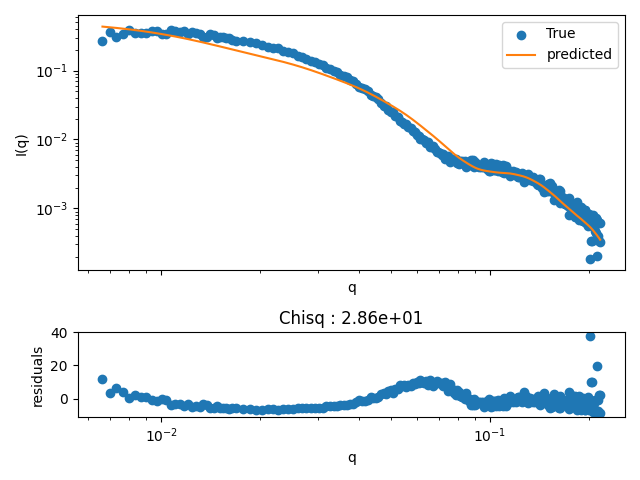 True
predicted
10⁻¹
10⁻²
10⁻³
I(q)
q
Chisq : 2.86e+01
40
20
0
residuals
10⁻²
10⁻¹
q